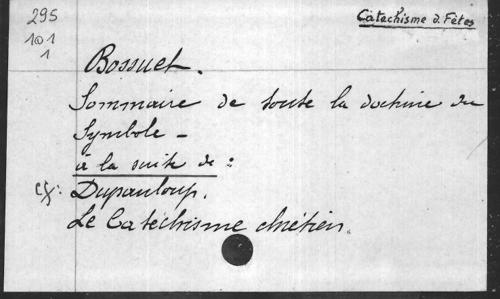 295
101
1
Catechisme d. Fêtes
Bossuet.
Sommaire de toute la doctrine du
Symbole -
à la suite de :
cf: Dupanloup.
Le Catéchisme chrétien.